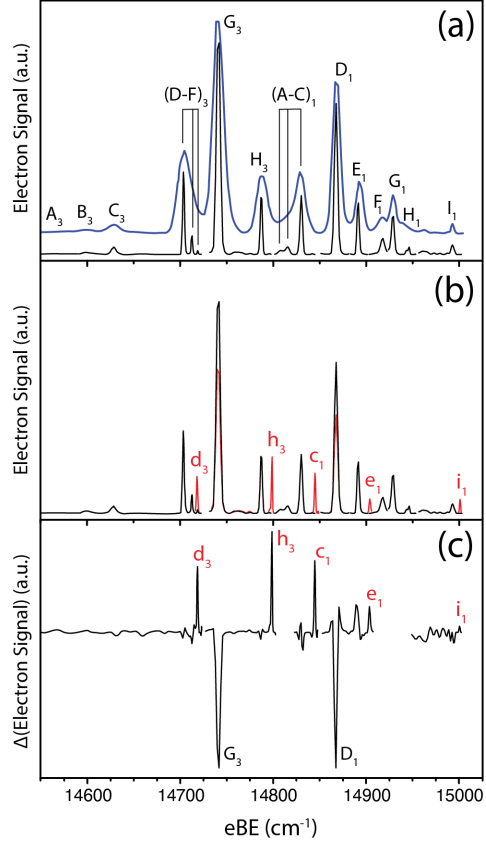 (a)
G3
D1
(D-F)3
(A-C)1
H3
E1
G1
A3
B3
C3
F1
H1
I1
Electron Signal (a.u.)
(b)
h3
d3
c1
e1
i1
Electron Signal (a.u.)
(c)
h3
d3
c1
e1
i1
G3
D1
Δ(Electron Signal) (a.u.)
14600 14700 14800 14900 15000
eBE (cm⁻¹)